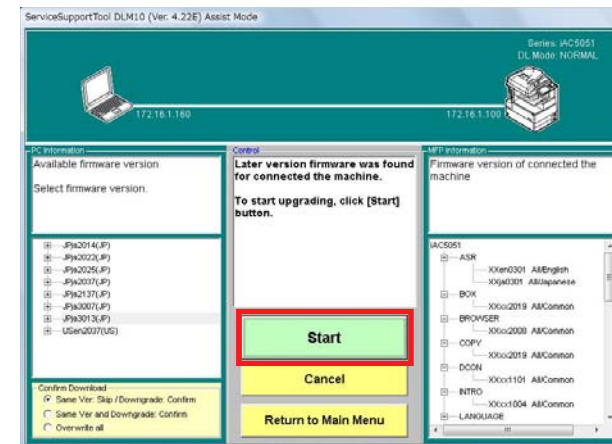 ServiceSupportTool DLM10 (Ver. 4.22E) Assist Mode
Series: iAC5051
DL Mode: NORMAL
172.16.1.160
172.16.1.100
PC Information
Available firmware version
Select firmware version.
JPja2014(JP)
JPja2022(JP)
JPja2025(JP)
JPja2037(JP)
JPja2137(JP)
JPja3007(JP)
JPja3013(JP)
USen2037(US)
Confirm Download
Same Ver: Skip / Downgrade: Confirm
Same Ver and Downgrade: Confirm
Overwrite all
Control
Later version firmware was found
for connected the machine.
To start upgrading, click [Start]
button.
Start
Cancel
Return to Main Menu
MFP Information
Firmware version of connected the
machine
iAC5051
ASR
XXen0301 All/English
XXja0301 All/Japanese
BOX
XXxx2019 All/Common
BROWSER
XXxx2008 All/Common
COPY
XXxx2019 All/Common
DCON
XXxx1101 All/Common
INTRO
XXxx1004 All/Common
LANGUAGE